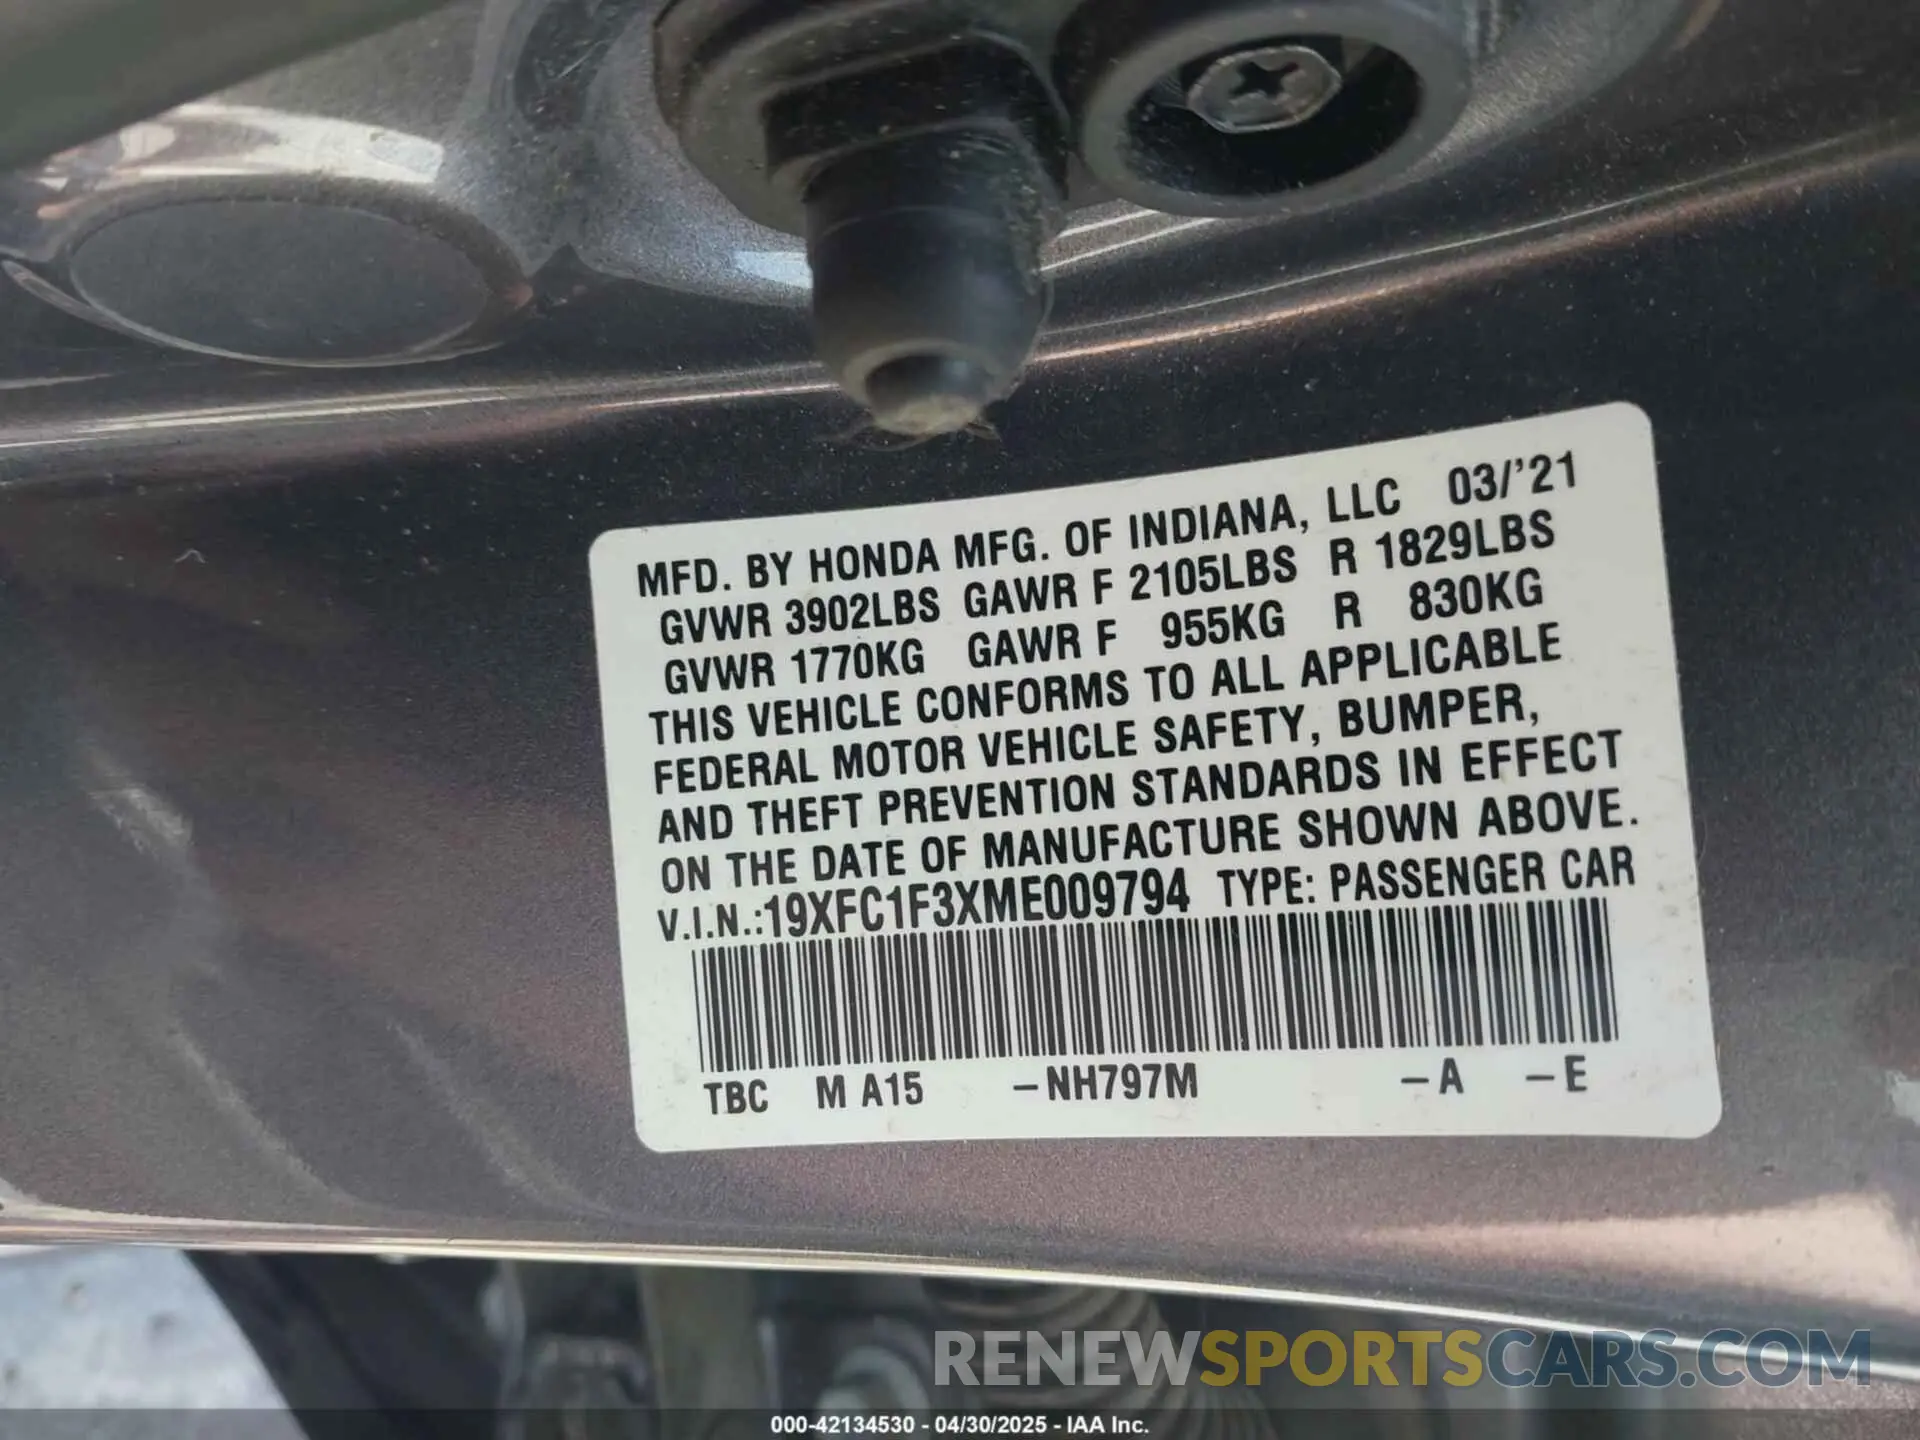 MFD. BY HONDA MFG. OF INDIANA, LLC 03/'21
GVWR 3902LBS GAWR F 2105LBS R 1829LBS
GVWR 1770KG GAWR F 955KG R 830KG
THIS VEHICLE CONFORMS TO ALL APPLICABLE
FEDERAL MOTOR VEHICLE SAFETY, BUMPER,
AND THEFT PREVENTION STANDARDS IN EFFECT
ON THE DATE OF MANUFACTURE SHOWN ABOVE.
V.I.N.:19XFC1F3XME009794 TYPE: PASSENGER CAR
TBC M A15 –NH797M –A –E
RENEWSPORTSCARS.COM
000-42134530 - 04/30/2025 - IAA Inc.